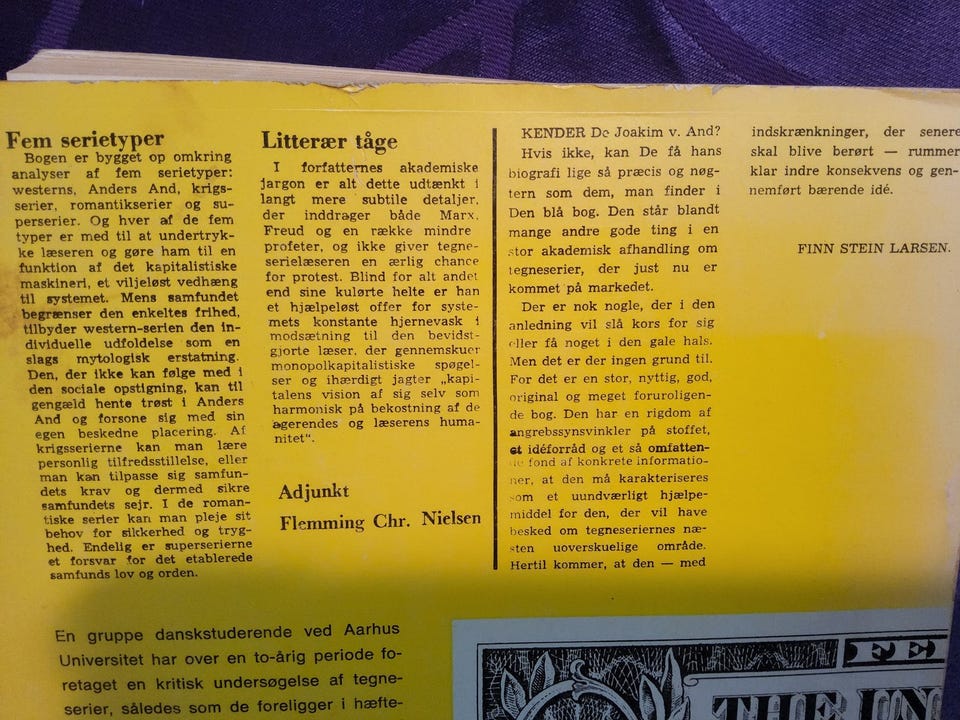 Fem serietyper
Bogen er bygget op omkring
analyser af fem serietyper:
westerns, Anders And, krigs-
serier, romantikserier og su-
perserier. Og hver af de fem
typer er med til at undertryk-
ke læseren og gøre ham til en
funktion af det kapitalistiske
maskineri, et viljeløst vedhæng
til systemet. Mens samfundet
begrænser den enkeltes frihed,
tilbyder western-serien den in-
dividuelle udfoldelse som en
slags mytologisk erstatning.
Den, der ikke kan følge med i
den sociale opstigning, kan til
gengæld hente trøst i Anders
And og forsone sig med sin
egen beskedne placering. Af
krigsserierne kan man lære
personlig tilfredsstillelse, eller
man kan tilpasse sig samfun-
dets krav og dermed sikre
samfundets sejr. I de roman-
tiske serier kan man pleje sit
behov for sikkerhed og tryg-
hed. Endelig er superserierne
et forsvar for det etablerede
samfunds lov og orden.
Litterær tåge
I forfatternes akademiske
jargon er alt dette udtænkt i
langt mere subtile detaljer,
der inddrager både Marx,
Freud og en række mindre
profeter, og ikke giver tegne-
serielæseren en ærlig chance
for protest. Blind for alt andet
end sine kulørte helte er han
et hjælpeløst offer for syste-
mets konstante hjernevask i
modsætning til den bevidst-
gjorte læser, der gennemskuer
monopolkapitalistiske spøgel-
ser og ihærdigt jagter „kapi-
talens vision af sig selv som
harmonisk på bekostning af de
agerendes og læserens huma-
nitet“.
Adjunkt
Flemming Chr. Nielsen
KENDER De Joakim v. And?
Hvis ikke, kan De få hans
biografi lige så præcis og nøg-
tern som dem, man finder i
Den blå bog. Den står blandt
mange andre gode ting i en
stor akademisk afhandling om
tegneserier, der just nu er
kommet på markedet.
Der er nok nogle, der i den
anledning vil slå kors for sig
eller få noget i den gale hals.
Men det er der ingen grund til.
For det er en stor, nyttig, god,
original og meget foruroligen-
de bog. Den har en rigdom af
angrebssynsvinkler på stoffet,
et idéforråd og et så omfatten-
de fond af konkrete informatio-
ner, at den må karakteriseres
som et uundværligt hjælpe-
middel for den, der vil have
besked om tegneseriernes næ-
sten uoverskuelige område.
Hertil kommer, at den — med
indskrænkninger, der senere
skal blive berørt — rummer
klar indre konsekvens og gen-
nemført bærende idé.
FINN STEIN LARSEN.
En gruppe danskstuderende ved Aarhus
Universitet har over en to-årig periode fo-
retaget en kritisk undersøgelse af tegne-
serier, således som de foreligger i hæfte-
THE UN